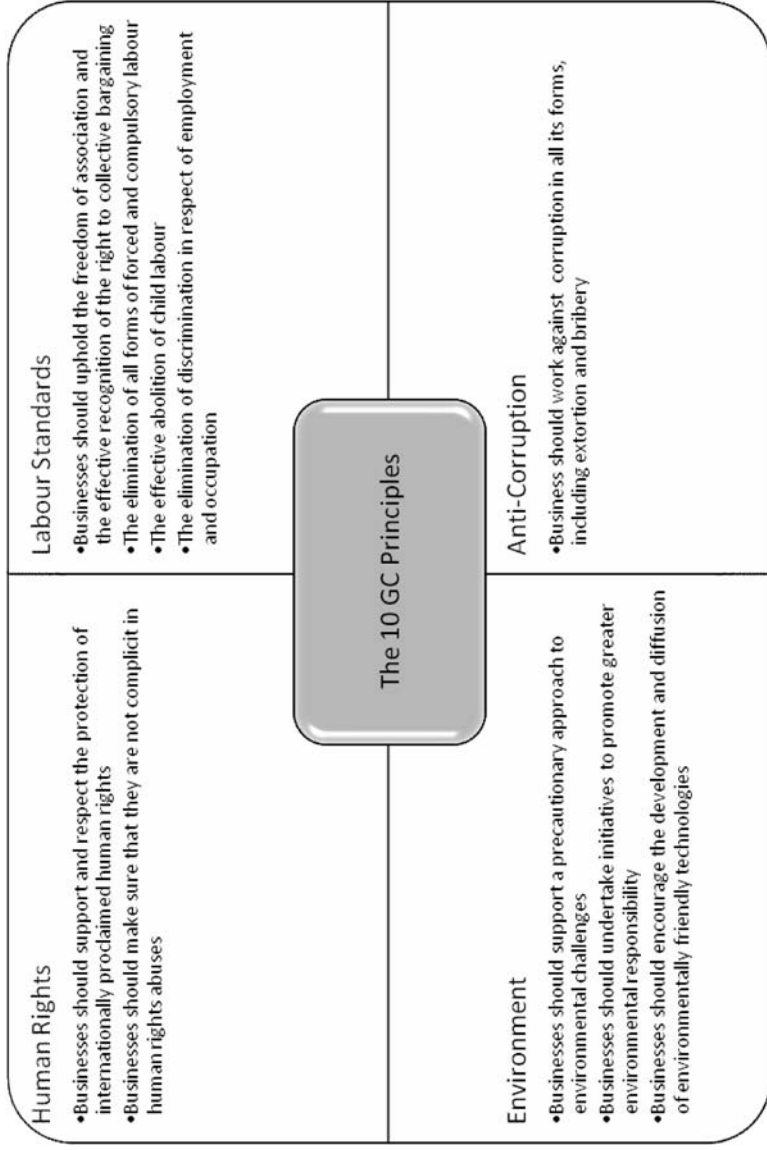 Human Rights
•Businesses should support and respect the protection of
internationally proclaimed human rights
•Businesses should make sure that they are not complicit in
human rights abuses
Labour Standards
•Businesses should uphold the freedom of association and
the effective recognition of the right to collective bargaining
•The elimination of all forms of forced and compulsory labour
•The effective abolition of child labour
•The elimination of discrimination in respect of employment
and occupation
The 10 GC Principles
Environment
•Businesses should support a precautionary approach to
environmental challenges
•Businesses should undertake initiatives to promote greater
environmental responsibility
•Businesses should encourage the development and diffusion
of environmentally friendly technologies
Anti-Corruption
•Business should work against corruption in all its forms,
including extortion and bribery